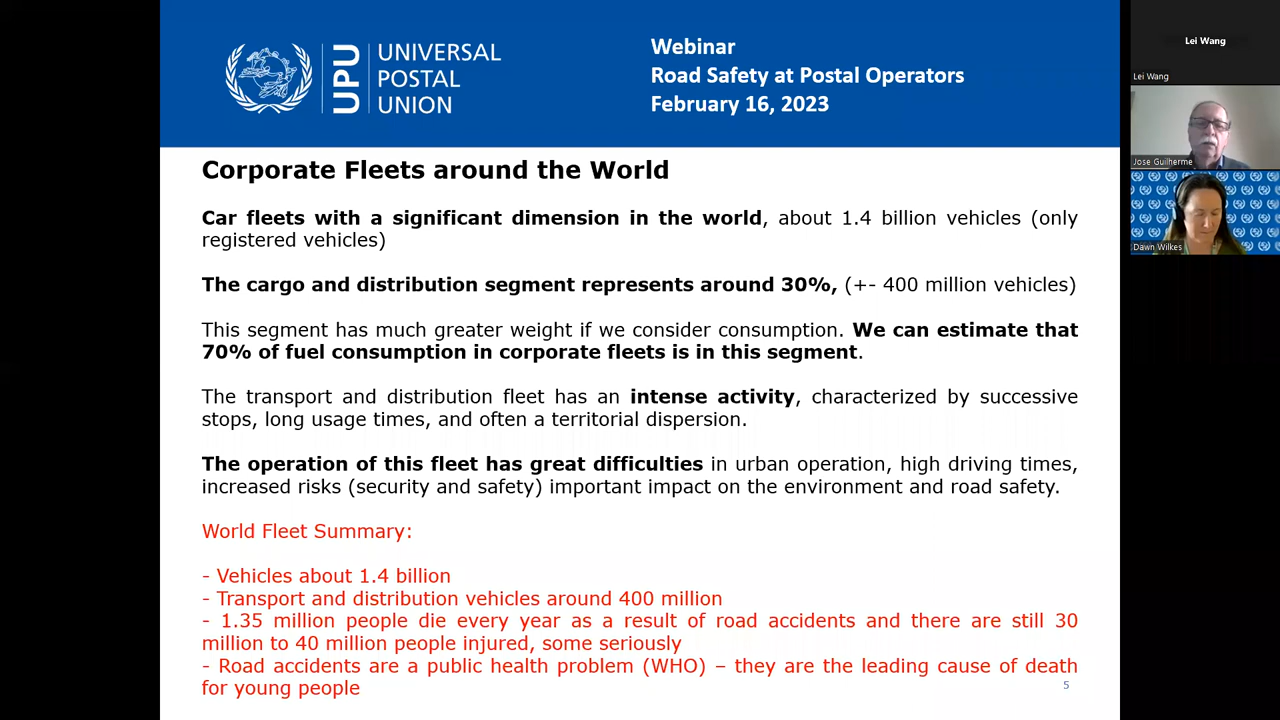 UPU
UNIVERSAL
POSTAL
UNION
Webinar
Road Safety at Postal Operators
February 16, 2023
Corporate Fleets around the World
Car fleets with a significant dimension in the world, about 1.4 billion vehicles (only
registered vehicles)
The cargo and distribution segment represents around 30%, (+- 400 million vehicles)
This segment has much greater weight if we consider consumption. We can estimate that
70% of fuel consumption in corporate fleets is in this segment.
The transport and distribution fleet has an intense activity, characterized by successive
stops, long usage times, and often a territorial dispersion.
The operation of this fleet has great difficulties in urban operation, high driving times,
increased risks (security and safety) important impact on the environment and road safety.
World Fleet Summary:
- Vehicles about 1.4 billion
- Transport and distribution vehicles around 400 million
- 1.35 million people die every year as a result of road accidents and there are still 30
million to 40 million people injured, some seriously
- Road accidents are a public health problem (WHO) – they are the leading cause of death
for young people
5
Lei Wang
Lei Wang
Jose Guilherme
Dawn Wilkes